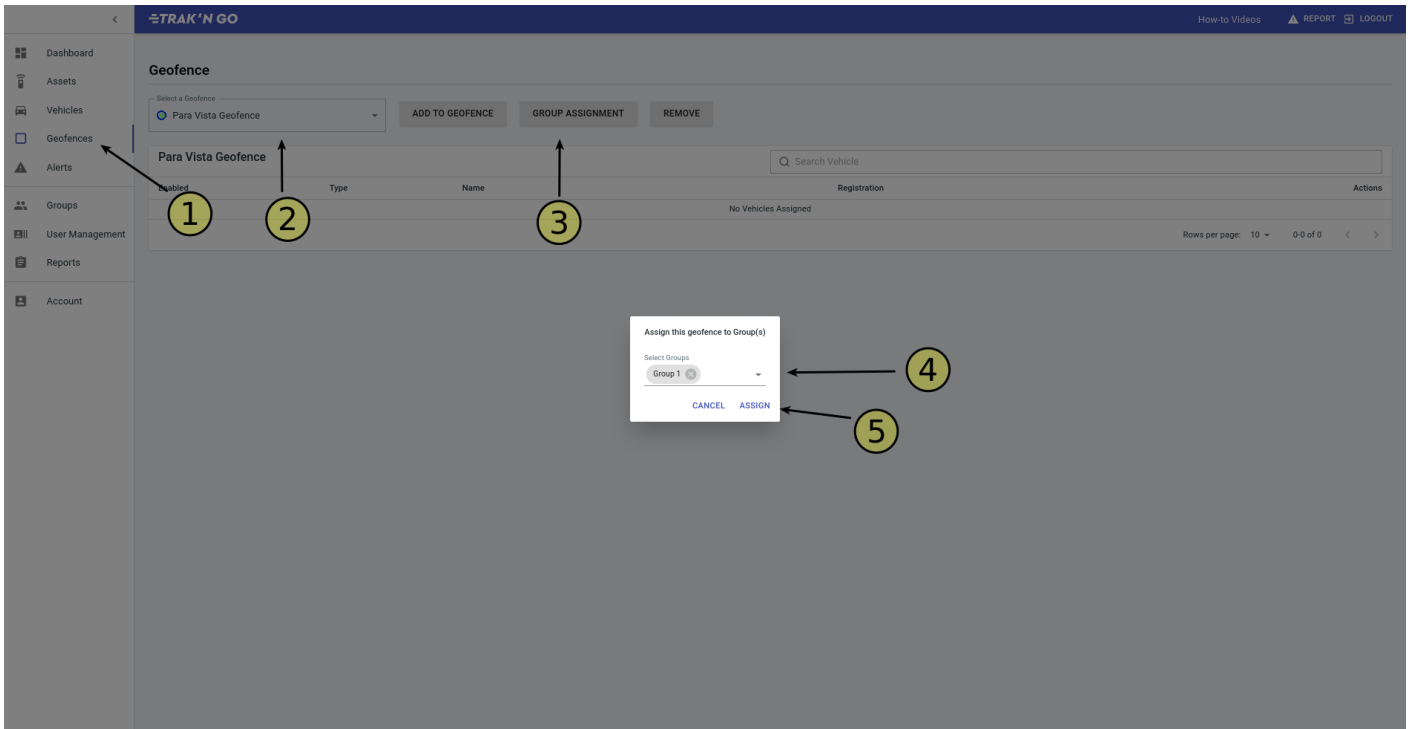 TRAK'N GO
How-to Videos
REPORT
LOGOUT
Dashboard
Assets
Vehicles
Geofences
Alerts
Groups
User Management
Reports
Account
Geofence
Select a Geofence
Para Vista Geofence
ADD TO GEOFENCE
GROUP ASSIGNMENT
REMOVE
Para Vista Geofence
Search Vehicle
Enabled Type Name Registration Actions
No Vehicles Assigned
Rows per page: 10 0-0 of 0
1
2
3
Assign this geofence to Group(s)
Select Groups
Group 1
CANCEL ASSIGN
4
5